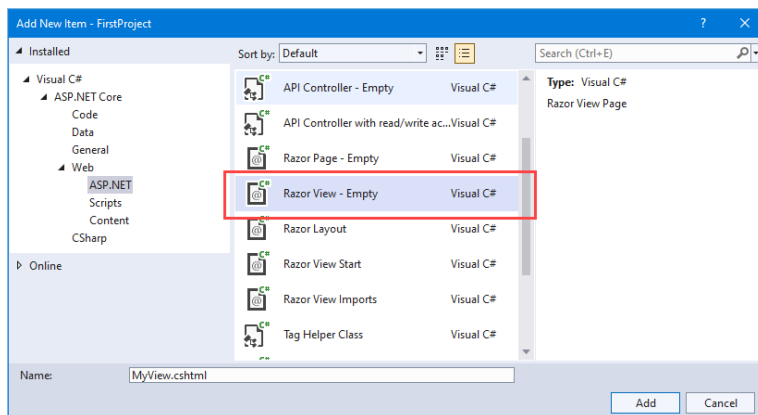 Add New Item - FirstProject ? ×
Installed
Sort by: Default
Search (Ctrl+E)
Visual C#
ASP.NET Core
Code
Data
General
Web
ASP.NET
Scripts
Content
CSharp
Online
C# API Controller - Empty Visual C#
C# API Controller with read/write ac... Visual C#
C# @ Razor Page - Empty Visual C#
C# @ Razor View - Empty Visual C#
C# @ Razor Layout Visual C#
C# @ Razor View Start Visual C#
C# @ Razor View Imports Visual C#
C# Tag Helper Class Visual C#
Type: Visual C#
Razor View Page
Name: MyView.cshtml
Add Cancel